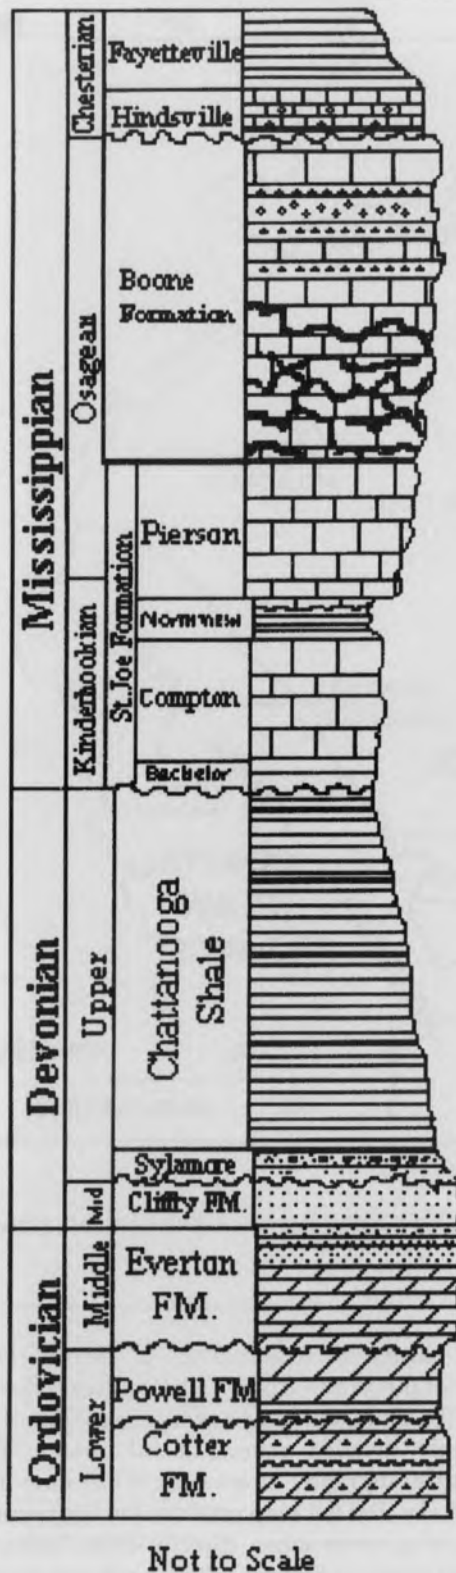 Mississippian
Chesterian
Fayetteville
Hindsville
Osagean
Boone
Formation
St. Joe Formation
Pierson
Kinderhookian
Northview
Compton
Bachelor
Devonian
Upper
Chattanooga
Shale
Sylamore
Mid
Clifty FM.
Ordovician
Middle
Everton
FM.
Lower
Powell FM
Cotter
FM.
Not to Scale